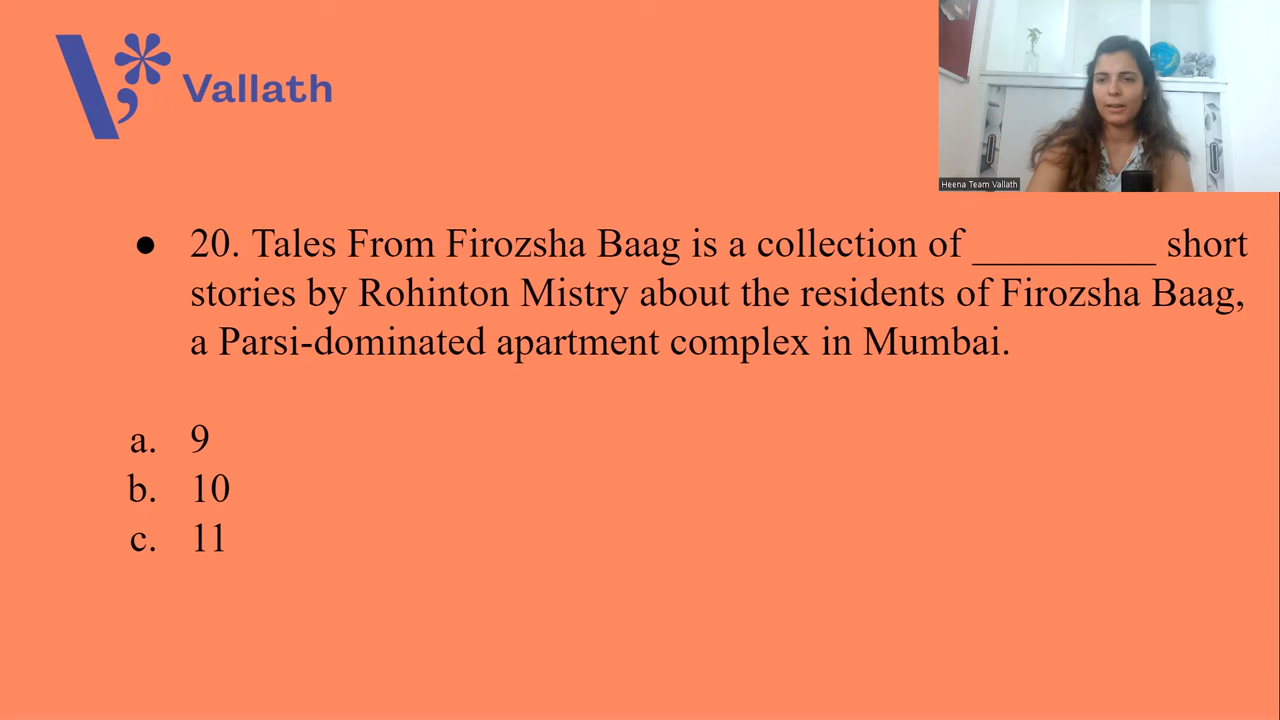 Vallath
Heena Team Vallath
● 20. Tales From Firozsha Baag is a collection of _________ short
stories by Rohinton Mistry about the residents of Firozsha Baag,
a Parsi-dominated apartment complex in Mumbai.
a. 9
b. 10
c. 11